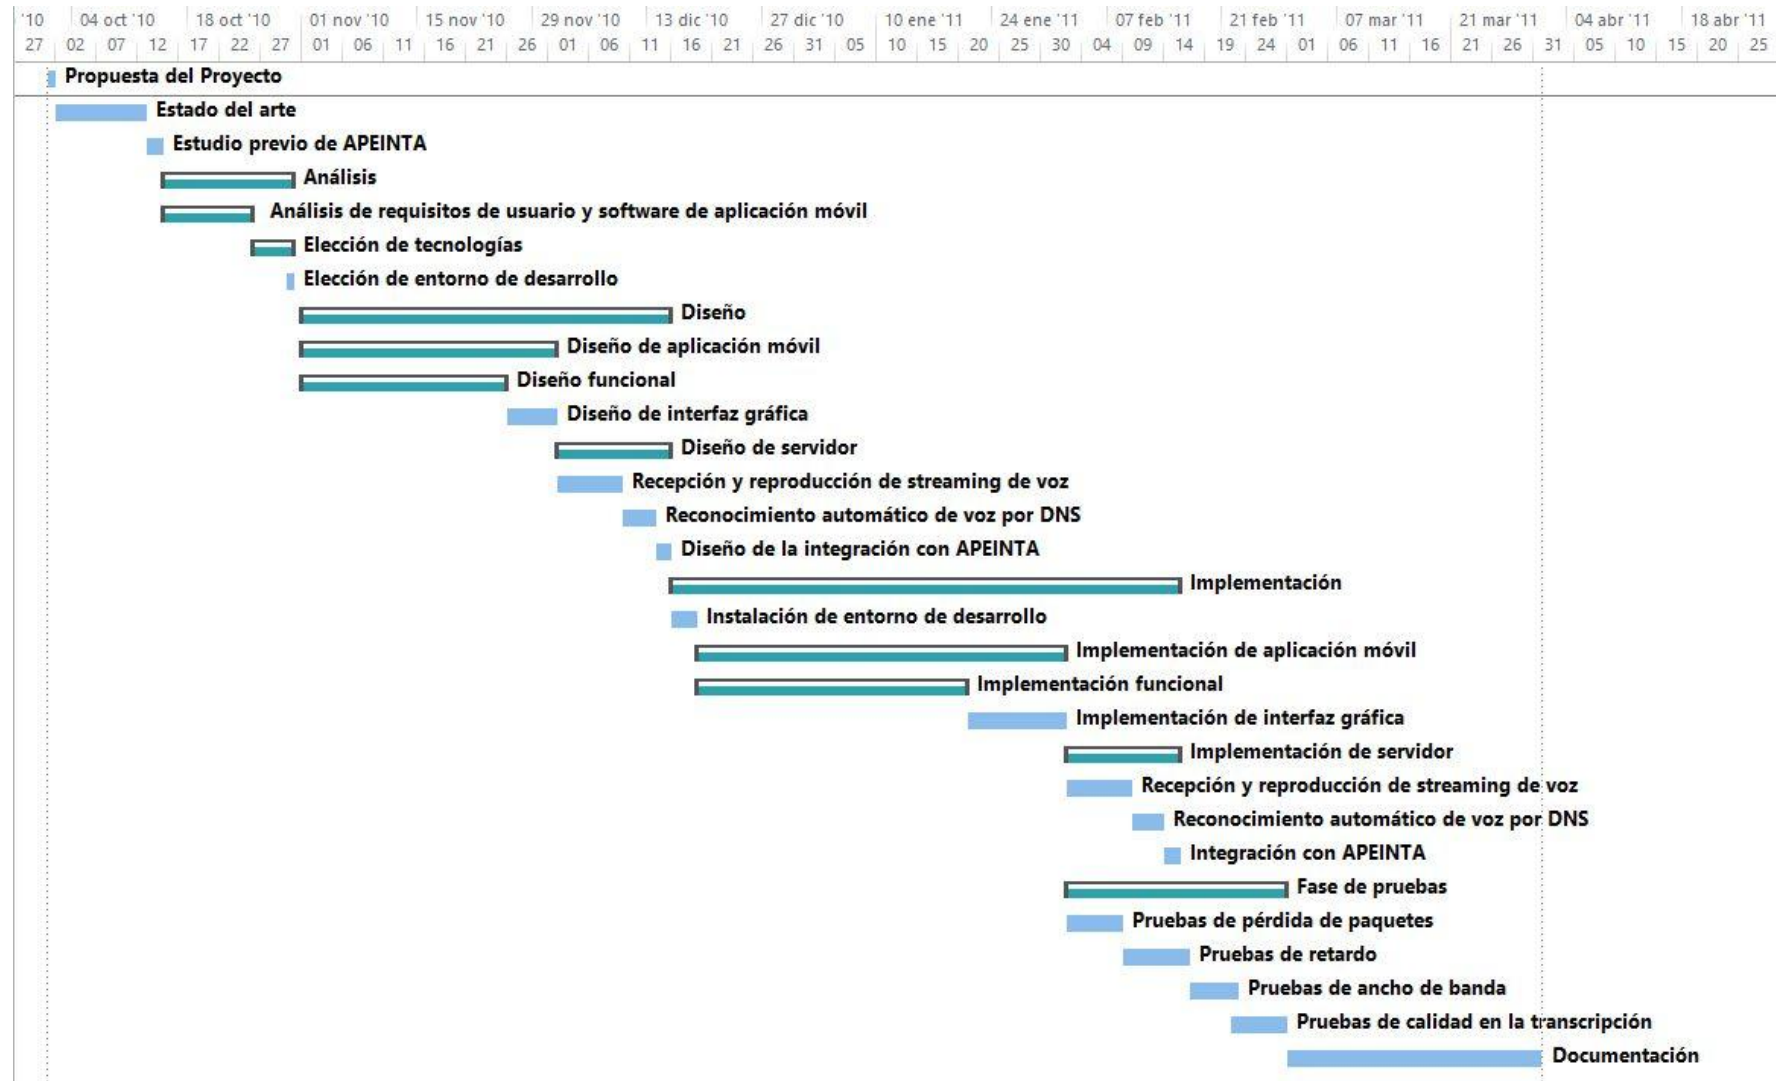 '10 04 oct '10 18 oct '10 01 nov '10 15 nov '10 29 nov '10 13 dic '10 27 dic '10 10 ene '11 24 ene '11 07 feb '11 21 feb '11 07 mar '11 21 mar '11 04 abr '11 18 abr '11
27 02 07 12 17 22 27 01 06 11 16 21 26 01 06 11 16 21 26 31 05 10 15 20 25 30 04 09 14 19 24 01 06 11 16 21 26 31 05 10 15 20 25
Propuesta del Proyecto
Estado del arte
Estudio previo de APEINTA
Análisis
Análisis de requisitos de usuario y software de aplicación móvil
Elección de tecnologías
Elección de entorno de desarrollo
Diseño
Diseño de aplicación móvil
Diseño funcional
Diseño de interfaz gráfica
Diseño de servidor
Recepción y reproducción de streaming de voz
Reconocimiento automático de voz por DNS
Diseño de la integración con APEINTA
Implementación
Instalación de entorno de desarrollo
Implementación de aplicación móvil
Implementación funcional
Implementación de interfaz gráfica
Implementación de servidor
Recepción y reproducción de streaming de voz
Reconocimiento automático de voz por DNS
Integración con APEINTA
Fase de pruebas
Pruebas de pérdida de paquetes
Pruebas de retardo
Pruebas de ancho de banda
Pruebas de calidad en la transcripción
Documentación